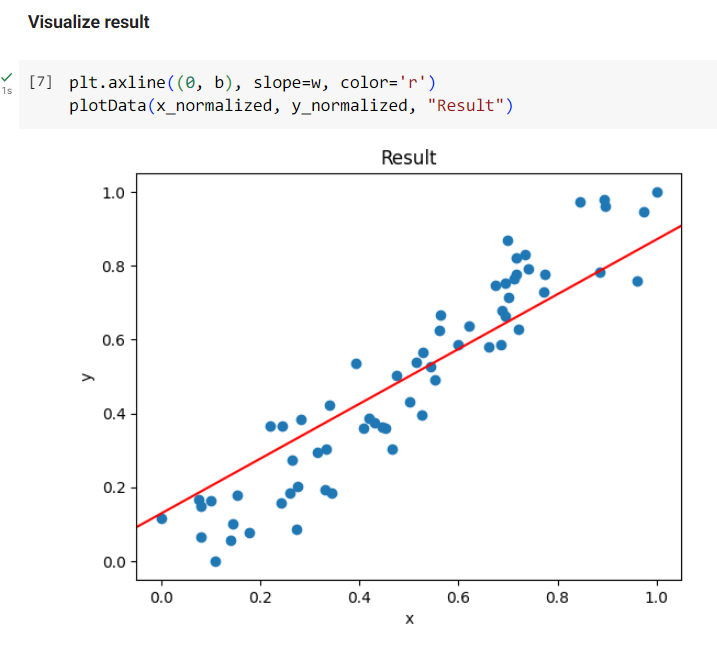 Visualize result
[7] plt.axline((0, b), slope=w, color='r')
1s
plotData(x_normalized, y_normalized, "Result")
Result
1.0
0.8
0.6
y
0.4
0.2
0.0
0.0 0.2 0.4 0.6 0.8 1.0
x